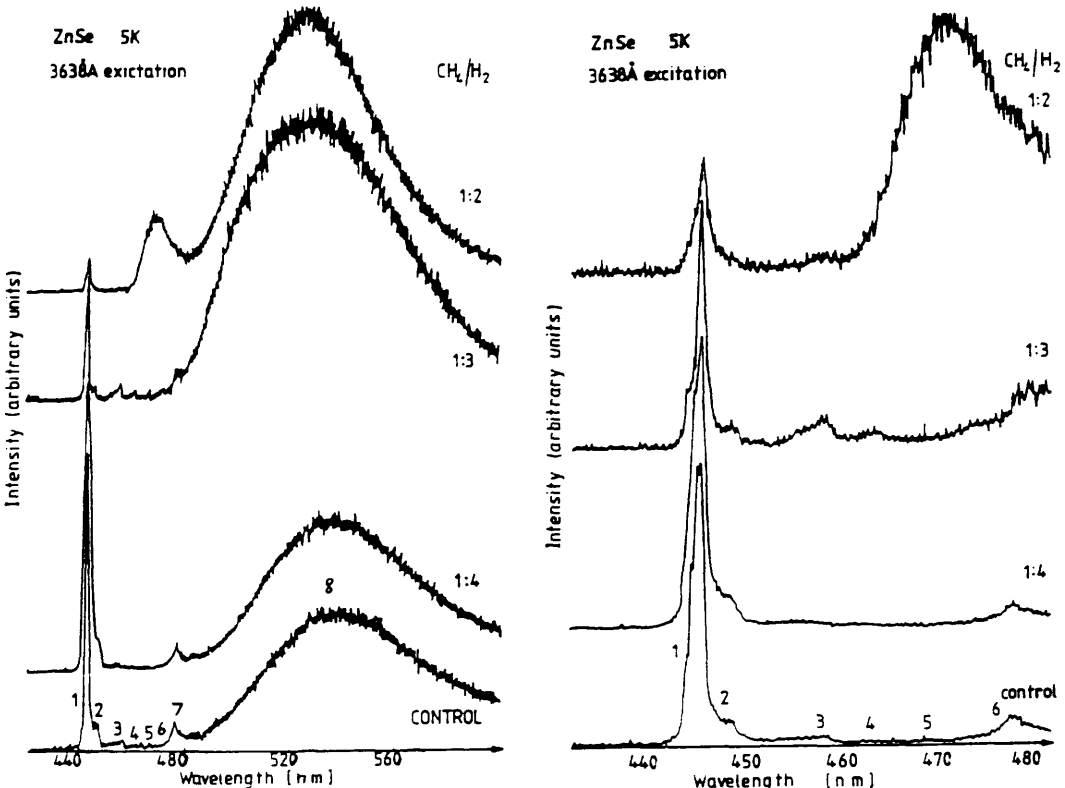 ZnSe 5K
3638Å exictation
CH₄/H₂
1:2
1:3
1:4
8
1
2
3
4
5
6
7
CONTROL
440
480
520
560
Wavelength [nm]
Intensity (arbitrary units)
ZnSe 5K
3638Å excitation
CH₄/H₂
1:2
1:3
1:4
control
1
2
3
4
5
6
440
450
460
470
480
Wavelength [nm]
Intensity (arbitrary units)